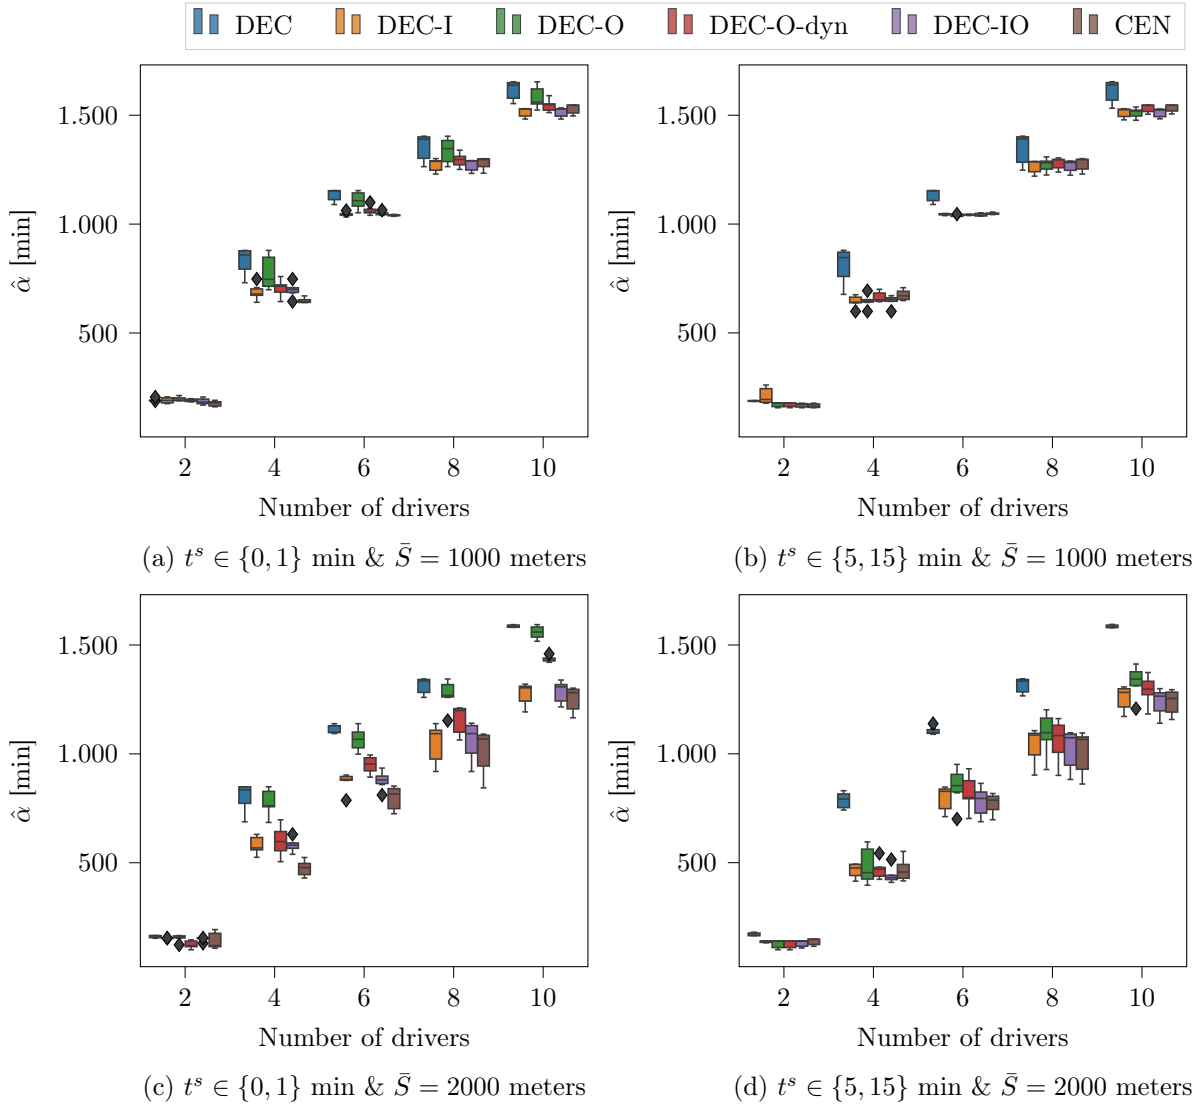 DEC DEC-I DEC-O DEC-O-dyn DEC-IO CEN
1.500
1.000
500
α̂ [min]
2 4 6 8 10
Number of drivers
(a) tˢ ∈ {0, 1} min & S̄ = 1000 meters
1.500
1.000
500
α̂ [min]
2 4 6 8 10
Number of drivers
(b) tˢ ∈ {5, 15} min & S̄ = 1000 meters
1.500
1.000
500
α̂ [min]
2 4 6 8 10
Number of drivers
(c) tˢ ∈ {0, 1} min & S̄ = 2000 meters
1.500
1.000
500
α̂ [min]
2 4 6 8 10
Number of drivers
(d) tˢ ∈ {5, 15} min & S̄ = 2000 meters